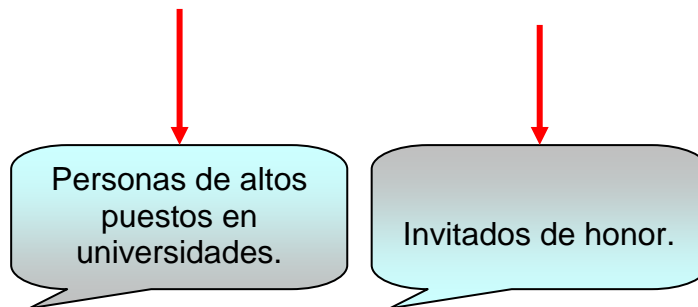 Personas de altos
puestos en
universidades.
Invitados de honor.